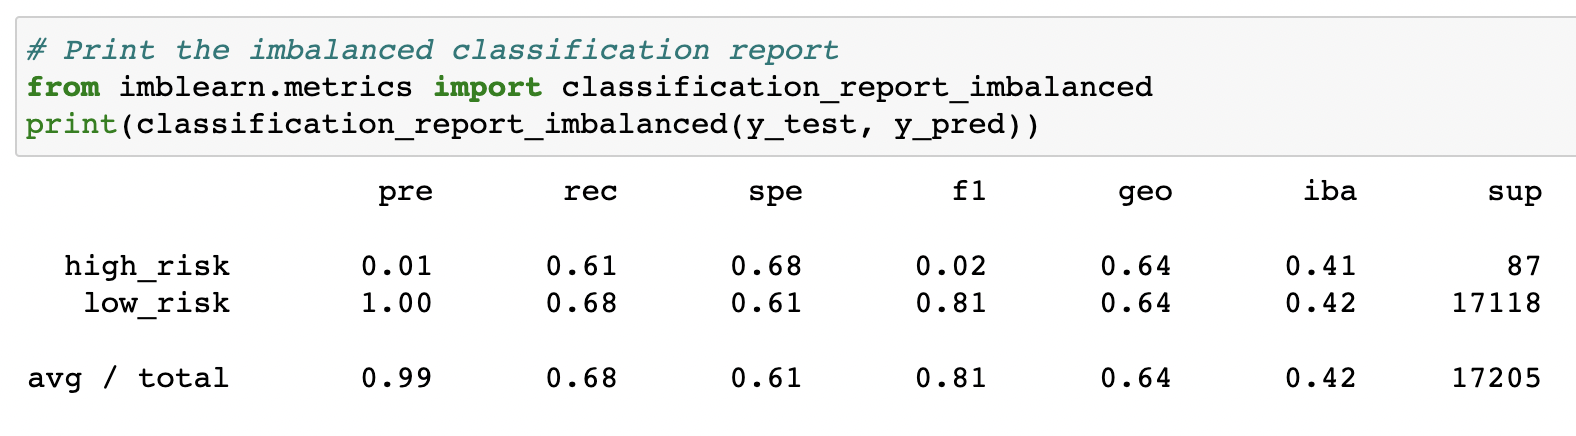 # Print the imbalanced classification report
from imblearn.metrics import classification_report_imbalanced
print(classification_report_imbalanced(y_test, y_pred))
pre rec spe f1 geo iba sup
high_risk 0.01 0.61 0.68 0.02 0.64 0.41 87
low_risk 1.00 0.68 0.61 0.81 0.64 0.42 17118
avg / total 0.99 0.68 0.61 0.81 0.64 0.42 17205